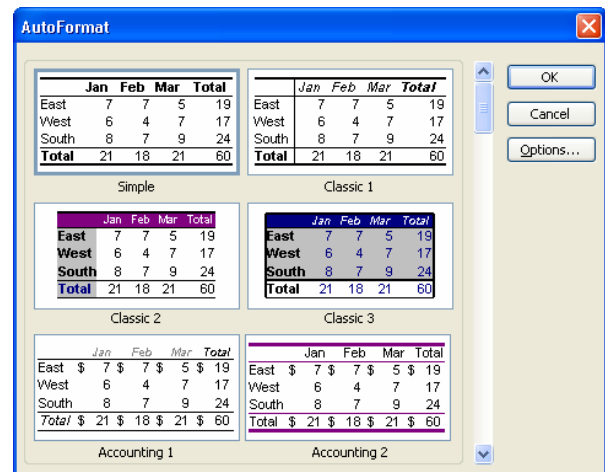 AutoFormat
Jan Feb Mar Total
East 7 7 5 19
West 6 4 7 17
South 8 7 9 24
Total 21 18 21 60
Simple
Jan Feb Mar Total
East 7 7 5 19
West 6 4 7 17
South 8 7 9 24
Total 21 18 21 60
Classic 1
OK
Cancel
Options...
Jan Feb Mar Total
East 7 7 5 19
West 6 4 7 17
South 8 7 9 24
Total 21 18 21 60
Classic 2
Jan Feb Mar Total
East 7 7 5 19
West 6 4 7 17
South 8 7 9 24
Total 21 18 21 60
Classic 3
Jan Feb Mar Total
East $ 7 $ 7 $ 5 $ 19
West 6 4 7 17
South 8 7 9 24
Total $ 21 $ 18 $ 21 $ 60
Accounting 1
Jan Feb Mar Total
East $ 7 $ 7 $ 5 $ 19
West 6 4 7 17
South 8 7 9 24
Total $ 21 $ 18 $ 21 $ 60
Accounting 2